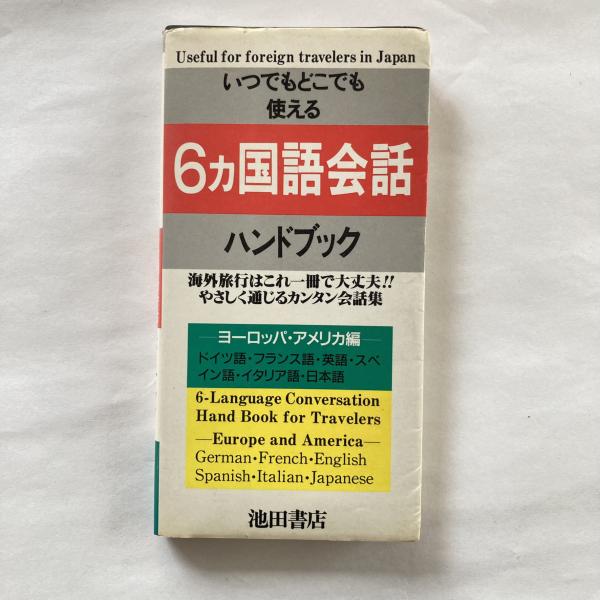 Useful for foreign travelers in Japan
いつでもどこでも
使える
6ヵ国語会話
ハンドブック
海外旅行はこれ一冊で大丈夫!!
やさしく通じるカンタン会話集
ヨーロッパ・アメリカ編
ドイツ語・フランス語・英語・スペ
イン語・イタリア語・日本語
6-Language Conversation
Hand Book for Travelers
—Europe and America—
German・French・English
Spanish・Italian・Japanese
池田書店